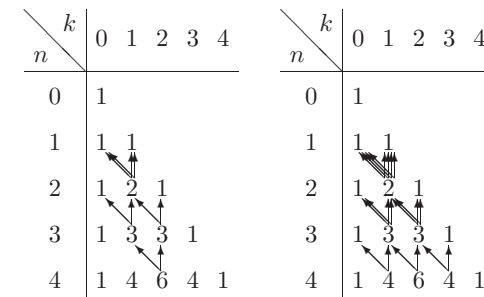 k k
n 0 1 2 3 4 n 0 1 2 3 4
0 1 0 1
1 1 1 1 1 1
2 1 2 1 2 1 2 1
3 1 3 3 1 3 1 3 3 1
4 1 4 6 4 1 4 1 4 6 4 1